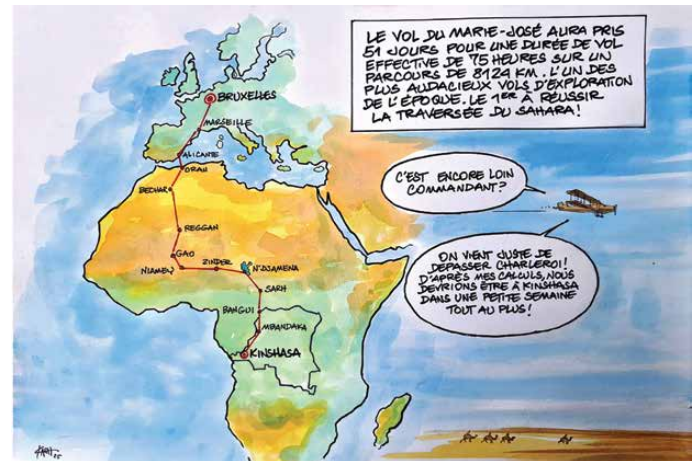 LE VOL DU MARIE-JOSÉ AURA PRIS
51 JOURS POUR UNE DURÉE DE VOL
EFFECTIVE DE 75 HEURES SUR UN
PARCOURS DE 8124 KM. L'UN DES
PLUS AUDACIEUX VOLS D'EXPLORATION
DE L'ÉPOQUE. LE 1ER À RÉUSSIR
LA TRAVERSÉE DU SAHARA!
BRUXELLES
MARSEILLE
ALICANTE
ORAN
BECHAR
REGGAN
GAO
NIAMEY
ZINDER
N'DJAMENA
SARH
BANGUI
MBANDAKA
KINSHASA
C'EST ENCORE LOIN
COMMANDANT?
ON VIENT JUSTE DE
DEPASSER CHARLEROI!
D'APRÈS MES CALCULS, NOUS
DEVRIONS ÊTRE À KINSHASA
DANS UNE PETITE SEMAINE
TOUT AU PLUS!